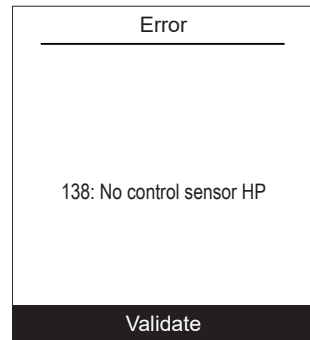 Error
138: No control sensor HP
Validate